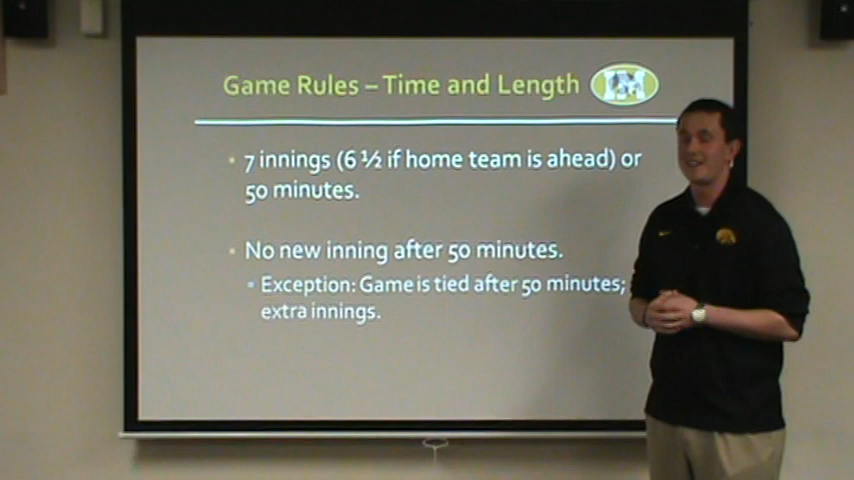 Game Rules – Time and Length
7 innings (6 ½ if home team is ahead) or
50 minutes.
No new inning after 50 minutes.
Exception: Game is tied after 50 minutes;
extra innings.